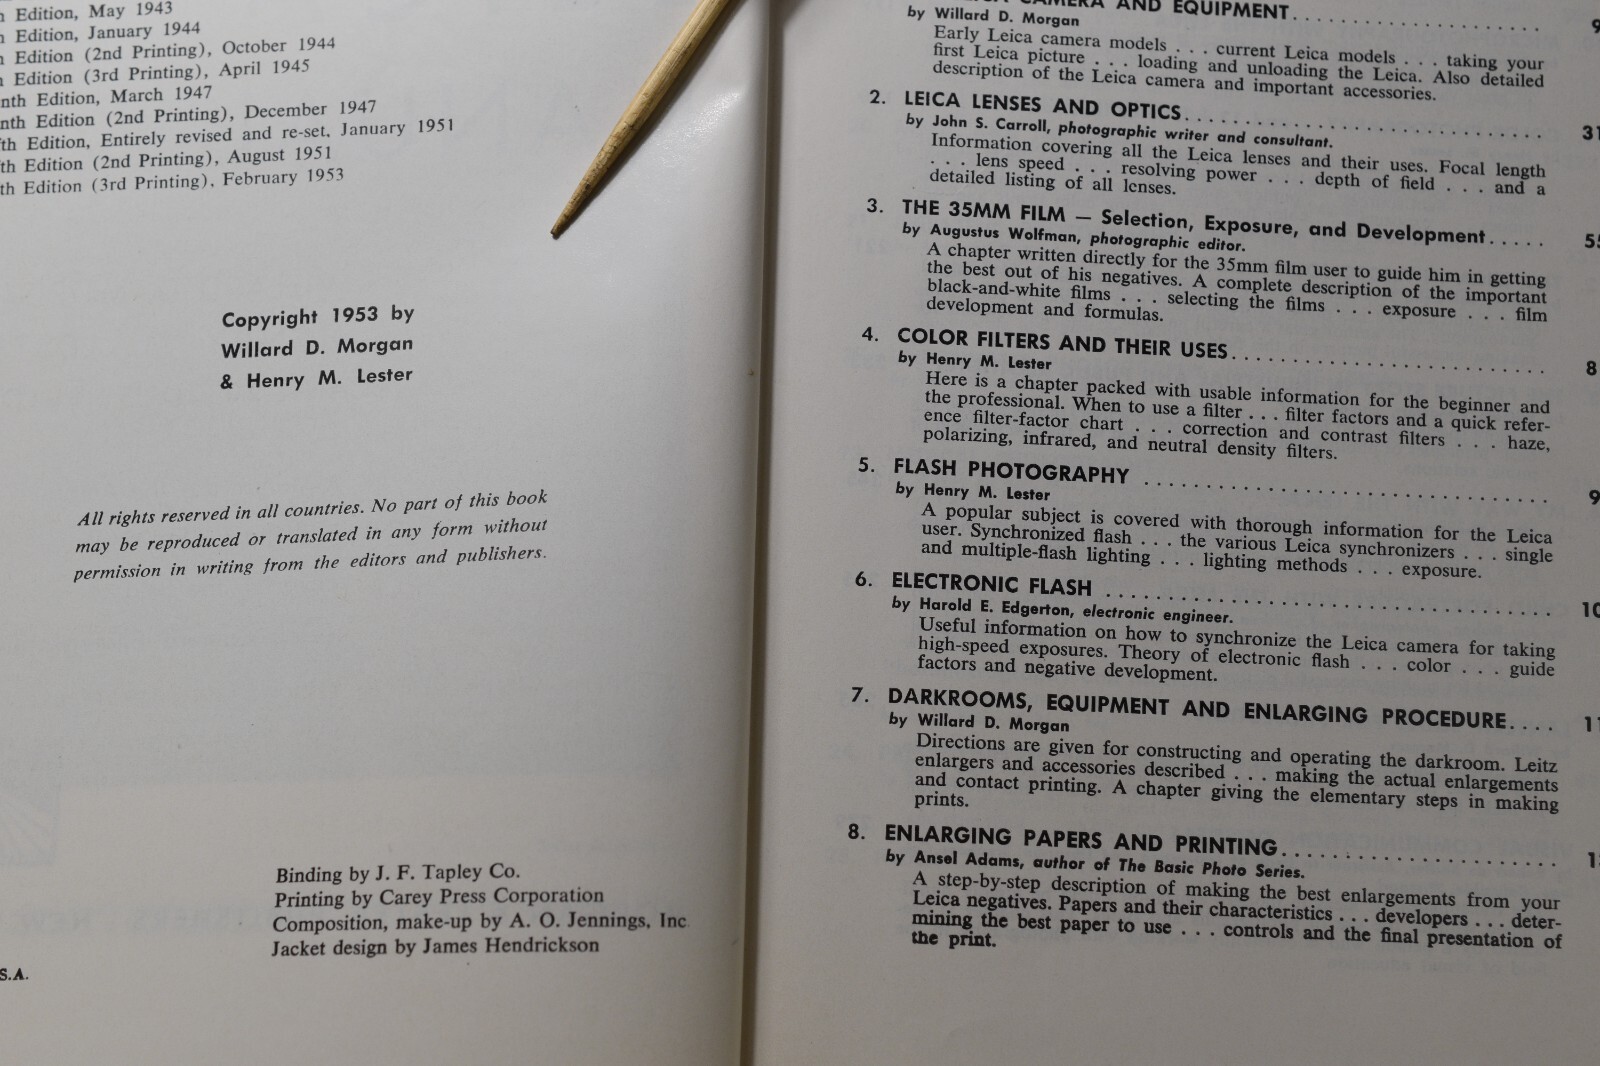 Edition, May 1943
Edition, January 1944
Edition (2nd Printing), October 1944
Edition (3rd Printing), April 1945
nth Edition, March 1947
nth Edition (2nd Printing), December 1947
fth Edition, Entirely revised and re-set, January 1951
th Edition (2nd Printing), August 1951
th Edition (3rd Printing), February 1953
Copyright 1953 by
Willard D. Morgan
& Henry M. Lester
All rights reserved in all countries. No part of this book
may be reproduced or translated in any form without
permission in writing from the editors and publishers.
Binding by J. F. Tapley Co.
Printing by Carey Press Corporation
Composition, make-up by A. O. Jennings, Inc.
Jacket design by James Hendrickson
S.A.
CAMERA AND EQUIPMENT. . . . . . . . . . . . . . . . . . 9
by Willard D. Morgan
Early Leica camera models . . . current Leica models . . . taking your
first Leica picture . . . loading and unloading the Leica. Also detailed
description of the Leica camera and important accessories.
2. LEICA LENSES AND OPTICS. . . . . . . . . . . . . . . . . . . . . . . . . . 31
by John S. Carroll, photographic writer and consultant.
Information covering all the Leica lenses and their uses. Focal length
. . . lens speed . . . resolving power . . . depth of field . . . and a
detailed listing of all lenses.
3. THE 35MM FILM — Selection, Exposure, and Development. . . . . 55
by Augustus Wolfman, photographic editor.
A chapter written directly for the 35mm film user to guide him in getting
the best out of his negatives. A complete description of the important
black-and-white films . . . selecting the films . . . exposure . . . film
development and formulas.
4. COLOR FILTERS AND THEIR USES. . . . . . . . . . . . . . . . . . . . . . . 8
by Henry M. Lester
Here is a chapter packed with usable information for the beginner and
the professional. When to use a filter . . . filter factors and a quick refer-
ence filter-factor chart . . . correction and contrast filters . . . haze,
polarizing, infrared, and neutral density filters.
5. FLASH PHOTOGRAPHY . . . . . . . . . . . . . . . . . . . . . . . . . . . . . . 9
by Henry M. Lester
A popular subject is covered with thorough information for the Leica
user. Synchronized flash . . . the various Leica synchronizers . . . single
and multiple-flash lighting . . . lighting methods . . . exposure.
6. ELECTRONIC FLASH . . . . . . . . . . . . . . . . . . . . . . . . . . . . . . . . . 10
by Harold E. Edgerton, electronic engineer.
Useful information on how to synchronize the Leica camera for taking
high-speed exposures. Theory of electronic flash . . . color . . . guide
factors and negative development.
7. DARKROOMS, EQUIPMENT AND ENLARGING PROCEDURE. . . . 11
by Willard D. Morgan
Directions are given for constructing and operating the darkroom. Leitz
enlargers and accessories described . . . making the actual enlargements
and contact printing. A chapter giving the elementary steps in making
prints.
8. ENLARGING PAPERS AND PRINTING. . . . . . . . . . . . . . . . . . . . 1
by Ansel Adams, author of The Basic Photo Series.
A step-by-step description of making the best enlargements from your
Leica negatives. Papers and their characteristics . . . developers . . . deter-
mining the best paper to use . . . controls and the final presentation of
the print.